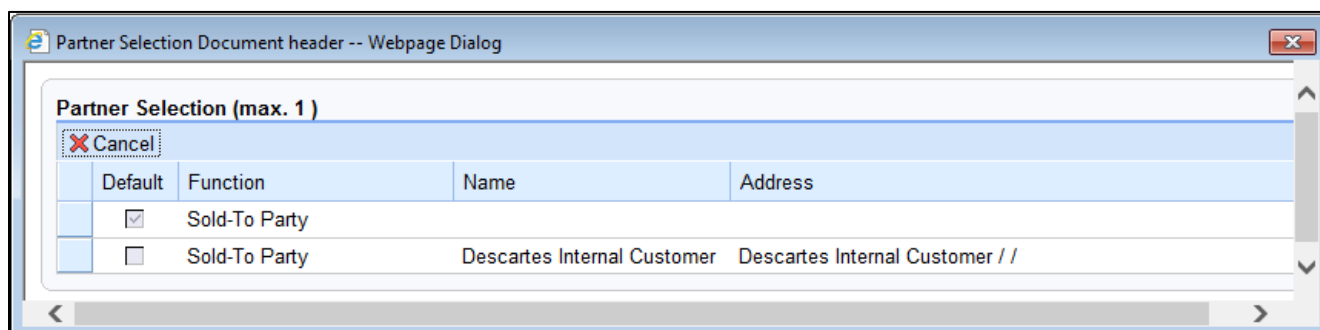 Partner Selection Document header -- Webpage Dialog
Partner Selection (max. 1 )
Cancel
Default Function Name Address
Sold-To Party
Sold-To Party Descartes Internal Customer Descartes Internal Customer / /